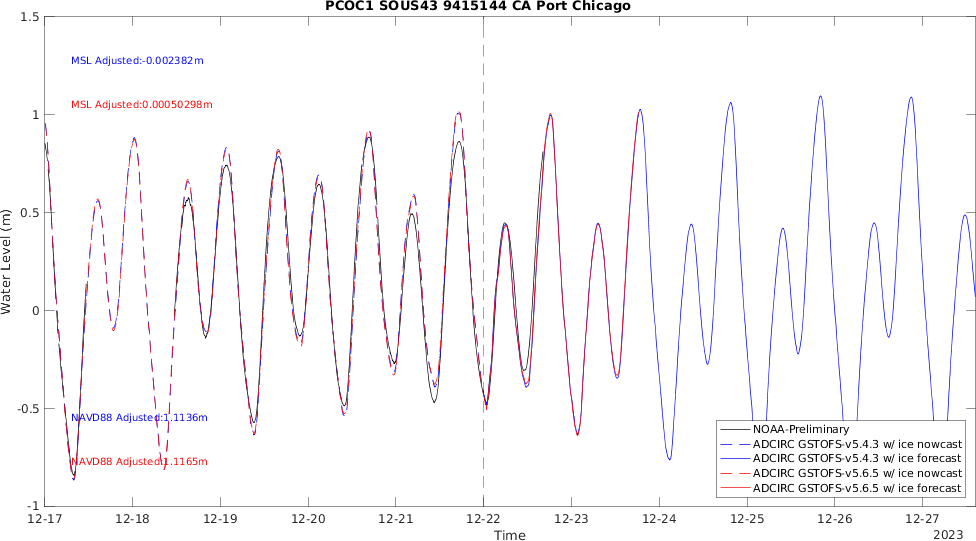 PCOC1 SOUS43 9415144 CA Port Chicago
1.5
MSL Adjusted:-0.002382m
MSL Adjusted:0.00050298m
1
0.5
Water Level (m)
0
-0.5
NAVD88 Adjusted:1.1136m
NAVD88 Adjusted:1.1165m
-1
NOAA-Preliminary
ADCIRC GSTOFS-v5.4.3 w/ ice nowcast
ADCIRC GSTOFS-v5.4.3 w/ ice forecast
ADCIRC GSTOFS-v5.6.5 w/ ice nowcast
ADCIRC GSTOFS-v5.6.5 w/ ice forecast
12-17 12-18 12-19 12-20 12-21 12-22 12-23 12-24 12-25 12-26 12-27
Time
2023